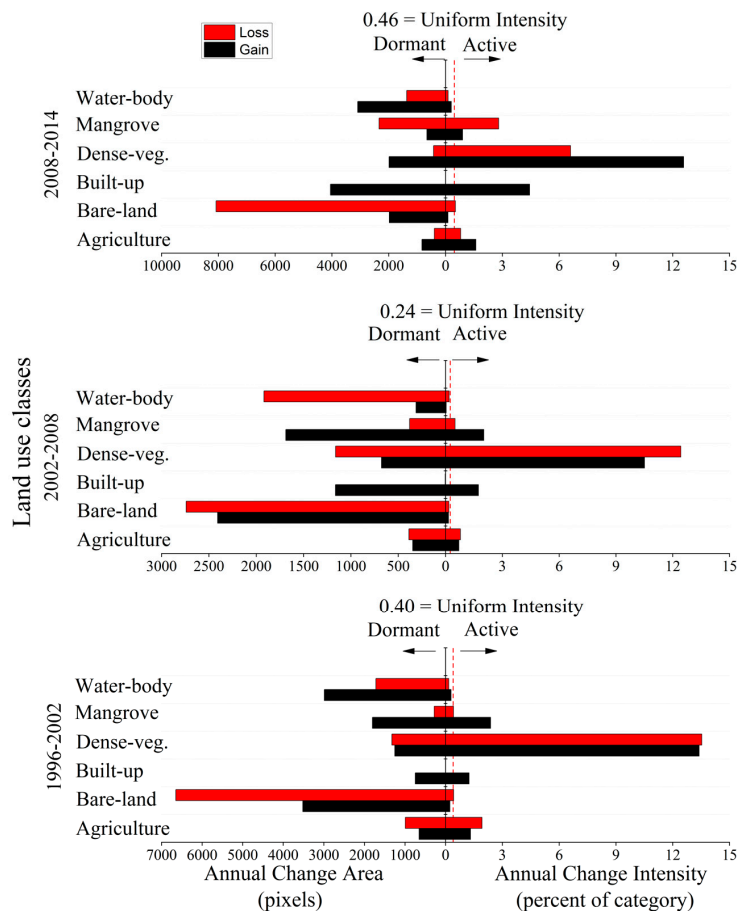 0.46 = Uniform Intensity
Loss
Gain
Dormant Active
Water-body
Mangrove
Dense-veg.
Built-up
Bare-land
Agriculture
2008-2014
10000 8000 6000 4000 2000 0 3 6 9 12 15
0.24 = Uniform Intensity
Dormant Active
Water-body
Mangrove
Dense-veg.
Built-up
Bare-land
Agriculture
Land use classes
2002-2008
3000 2500 2000 1500 1000 500 0 3 6 9 12 15
0.40 = Uniform Intensity
Dormant Active
Water-body
Mangrove
Dense-veg.
Built-up
Bare-land
Agriculture
1996-2002
7000 6000 5000 4000 3000 2000 1000 0 3 6 9 12 15
Annual Change Area Annual Change Intensity
(pixels) (percent of category)